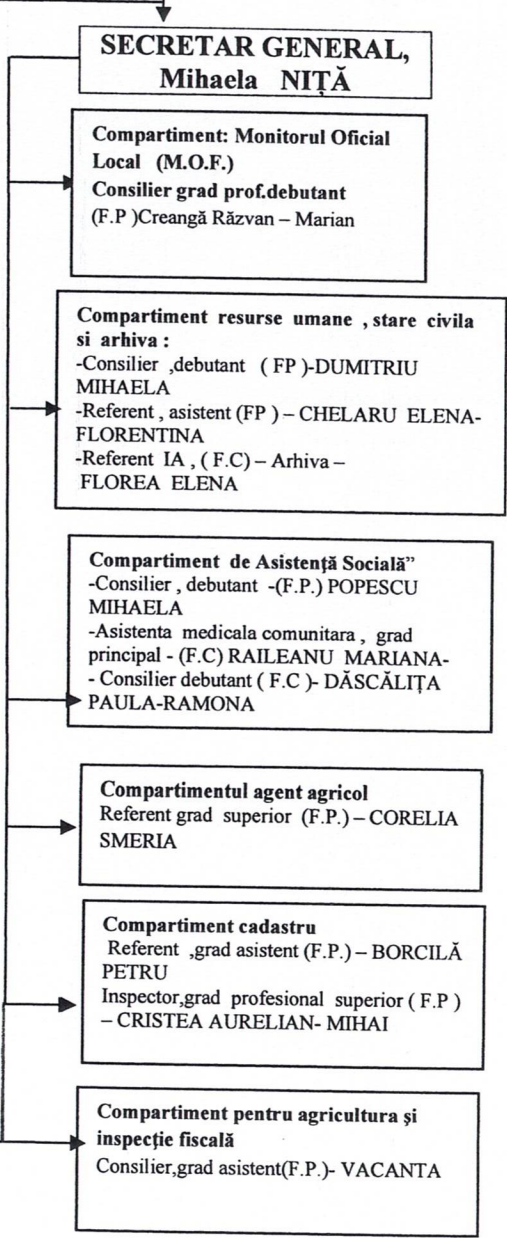 SECRETAR GENERAL,
Mihaela NIȚĂ
Compartiment: Monitorul Oficial
Local (M.O.F.)
Consilier grad prof.debutant
(F.P )Creangă Răzvan – Marian
Compartiment resurse umane , stare civila
si arhiva :
-Consilier ,debutant ( FP )-DUMITRIU
MIHAELA
-Referent , asistent (FP ) – CHELARU ELENA-
FLORENTINA
-Referent IA , ( F.C) – Arhiva –
FLOREA ELENA
Compartiment de Asistență Socială”
-Consilier , debutant -(F.P.) POPESCU
MIHAELA
-Asistenta medicala comunitara , grad
principal - (F.C) RAILEANU MARIANA-
- Consilier debutant ( F.C )- DĂSCĂLIȚA
PAULA-RAMONA
Compartimentul agent agricol
Referent grad superior (F.P.) – CORELIA
SMERIA
Compartiment cadastru
Referent ,grad asistent (F.P.) – BORCILĂ
PETRU
Inspector,grad profesional superior ( F.P )
– CRISTEA AURELIAN- MIHAI
Compartiment pentru agricultura și
inspecție fiscală
Consilier,grad asistent(F.P.)- VACANTA